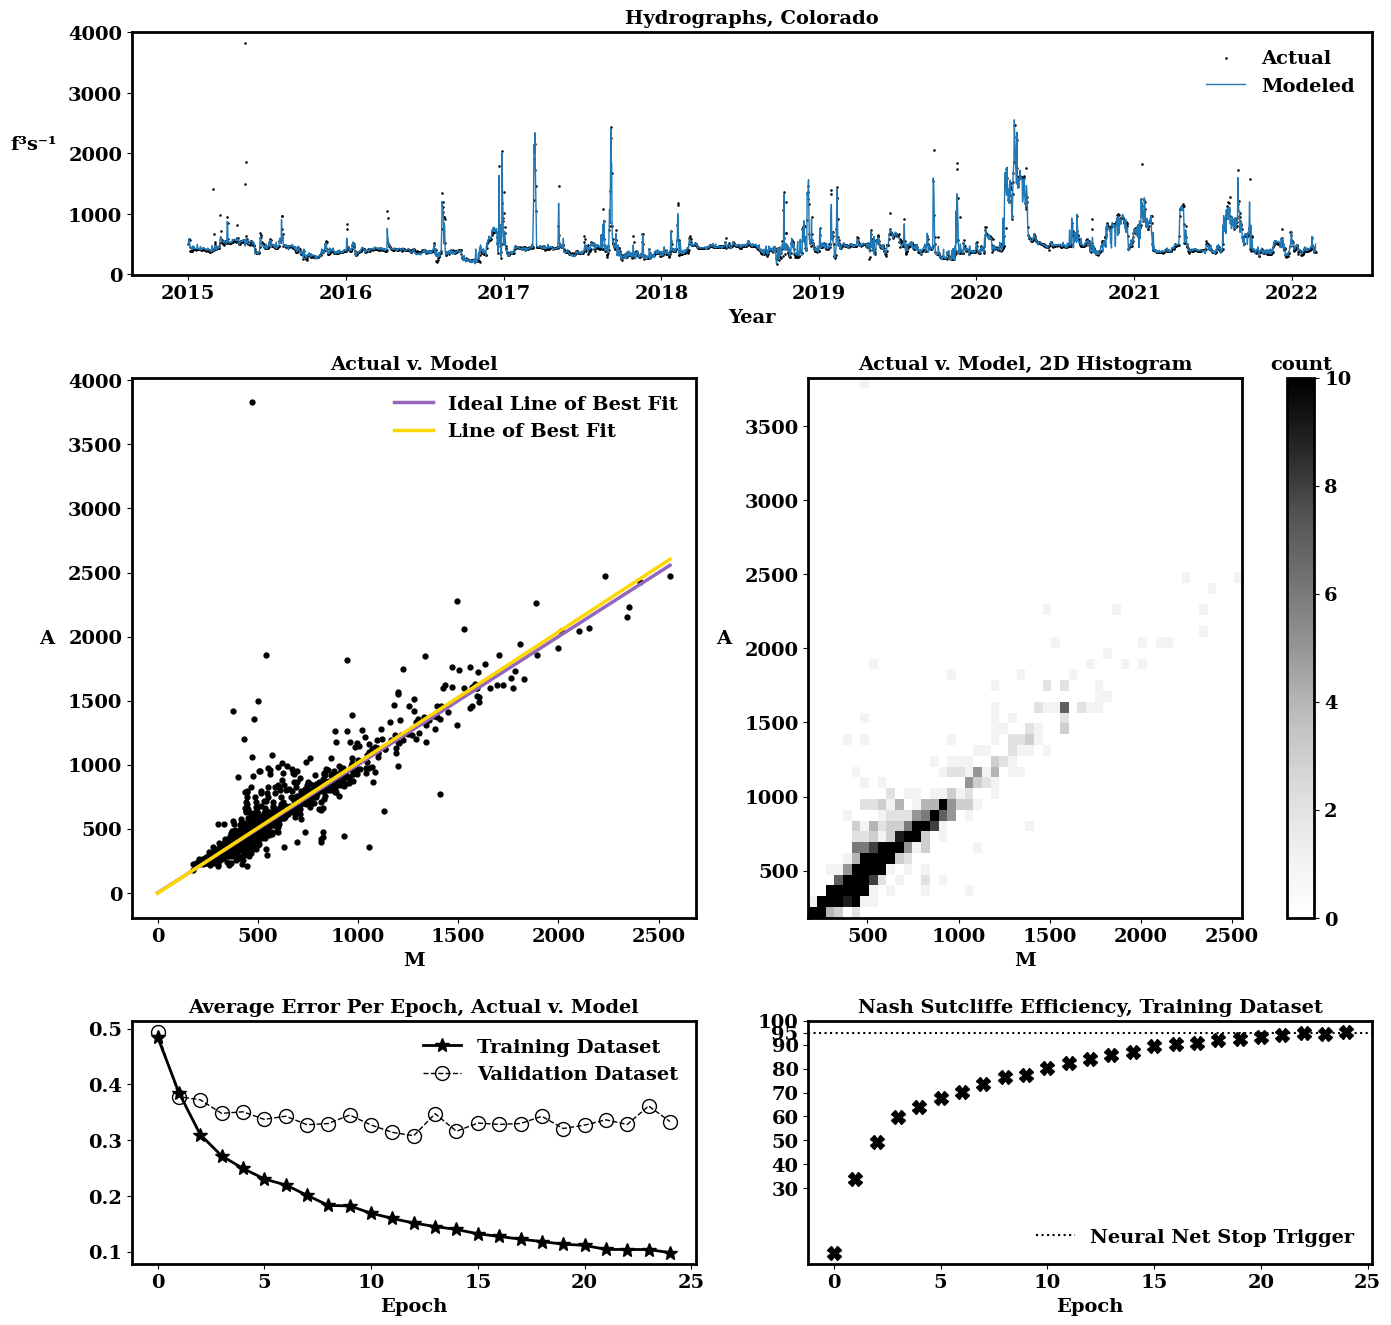 Hydrographs, Colorado
4000
3000
f³s⁻¹
2000
1000
0
Actual
Modeled
2015 2016 2017 2018 2019 2020 2021 2022
Year
Actual v. Model
4000
3500
3000
2500
A
2000
1500
1000
500
0
Ideal Line of Best Fit
Line of Best Fit
0 500 1000 1500 2000 2500
M
Actual v. Model, 2D Histogram
3500
3000
2500
A
2000
1500
1000
500
500 1000 1500 2000 2500
M
count
10
8
6
4
2
0
Average Error Per Epoch, Actual v. Model
0.5
0.4
0.3
0.2
0.1
Training Dataset
Validation Dataset
0 5 10 15 20 25
Epoch
Nash Sutcliffe Efficiency, Training Dataset
100
95
90
80
70
60
50
40
30
Neural Net Stop Trigger
0 5 10 15 20 25
Epoch